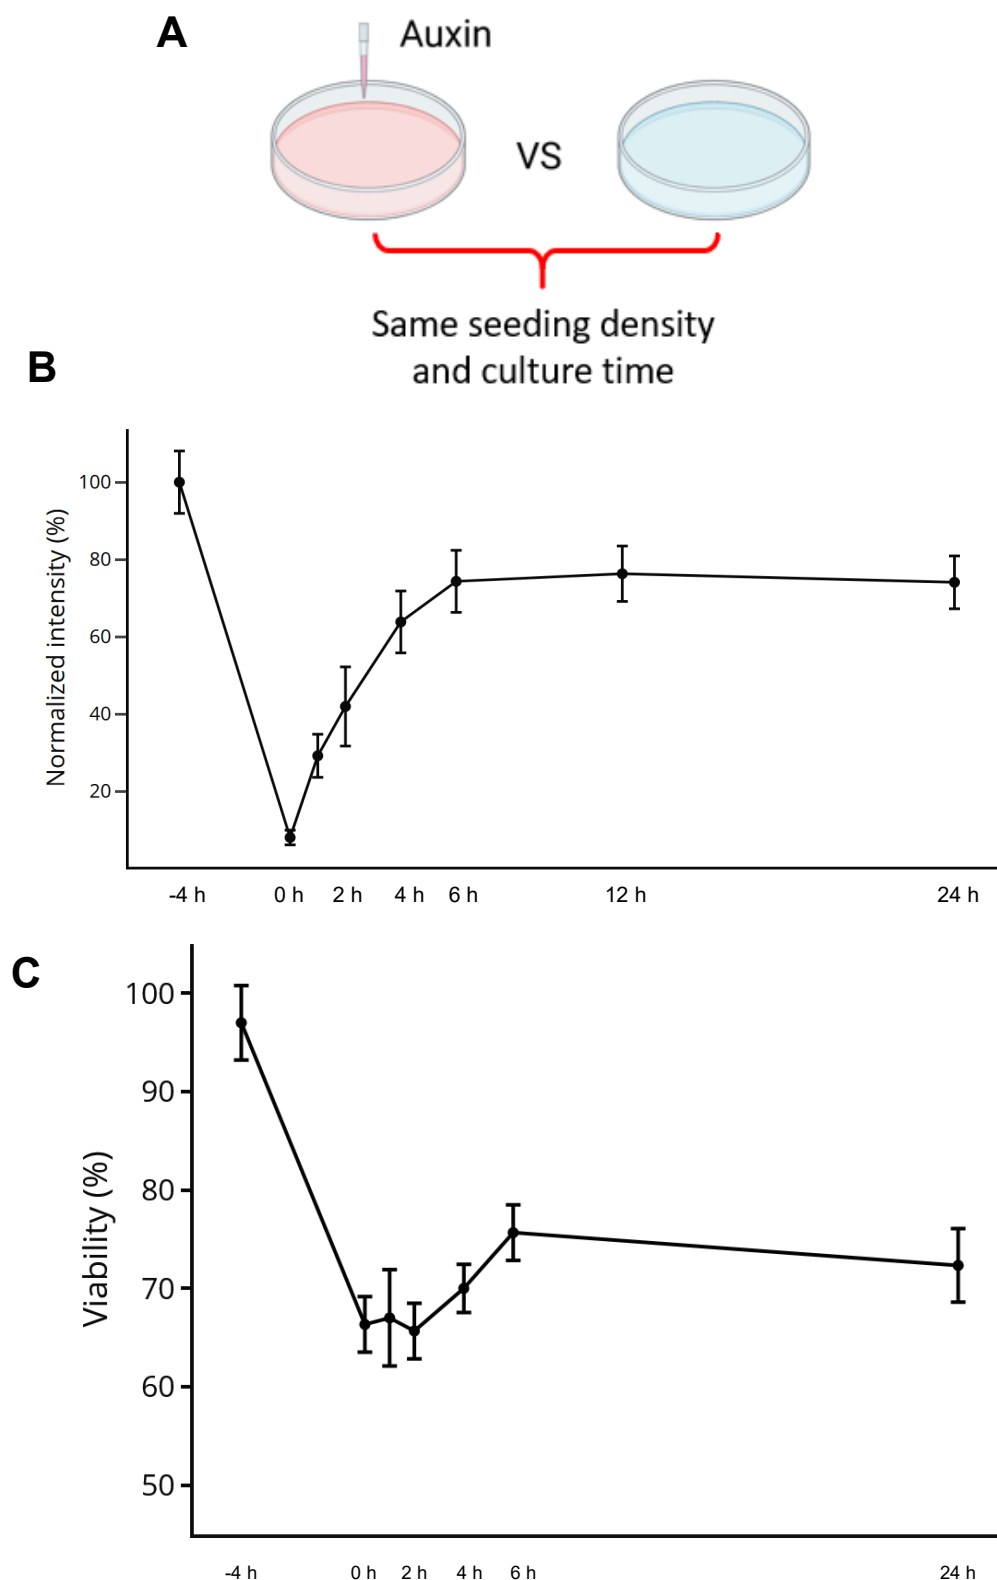 A
Auxin
VS
Same seeding density
and culture time
B
Normalized intensity (%)
100
80
60
40
20
-4 h 0 h 2 h 4 h 6 h 12 h 24 h
C
Viability (%)
100
90
80
70
60
50
-4 h 0 h 2 h 4 h 6 h 24 h